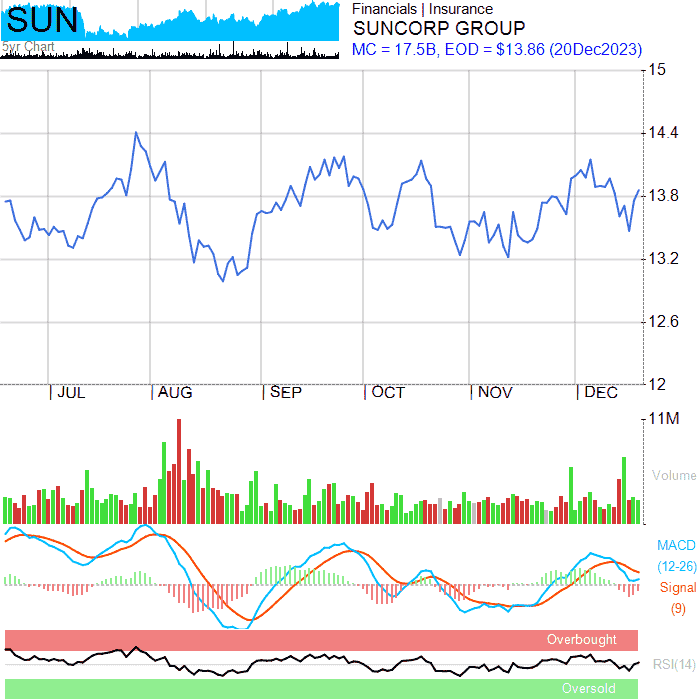 SUN
5yr Chart
Financials | Insurance
SUNCORP GROUP
MC = 17.5B, EOD = $13.86 (20Dec2023)
15
14.4
13.8
13.2
12.6
12
JUL AUG SEP OCT NOV DEC
11M
Volume
MACD
(12-26)
Signal
(9)
Overbought
RSI(14)
Oversold